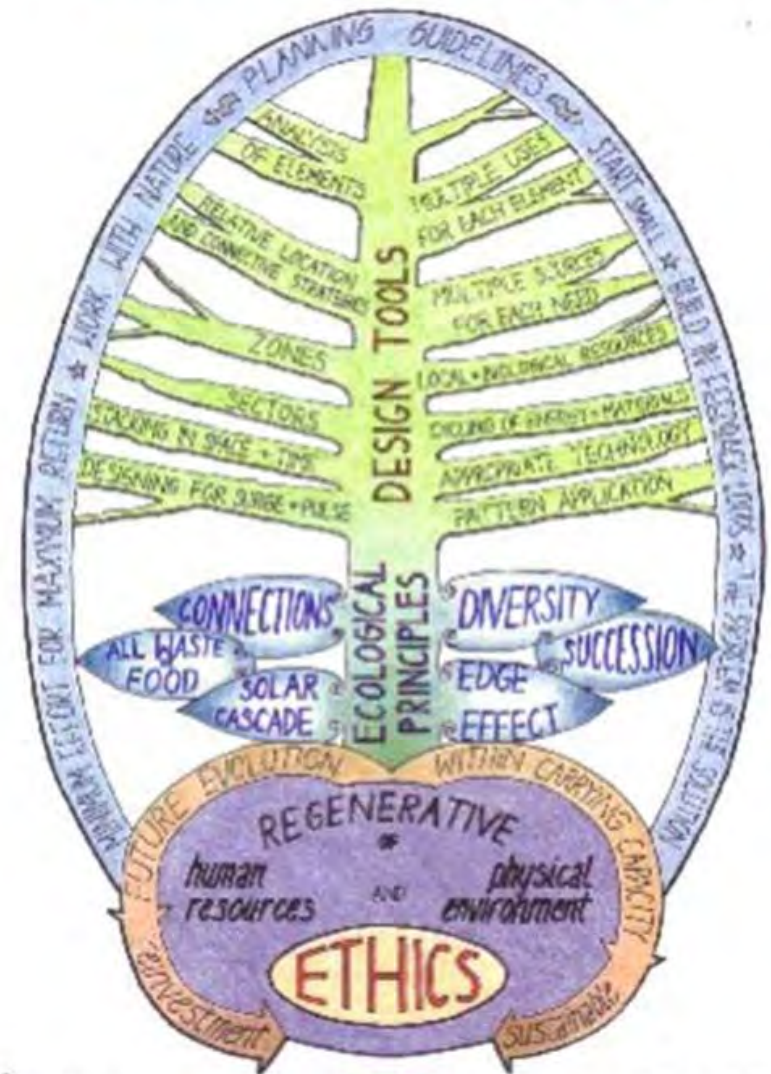 PLANNING GUIDELINES
MINIMUM EFFORT FOR MAXIMUM RETURN ☆ WORK WITH NATURE
START SMALL ☆ BUILD IN FEEDBACK LOOPS ☆ THE PROBLEM IS THE SOLUTION
DESIGN TOOLS
ANALYSIS
OF ELEMENTS
RELATIVE LOCATION
AND CONNECTIVE STRATEGIES
ZONES
SECTORS
STACKING IN SPACE + TIME
DESIGNING FOR SURGE + PULSE
MULTIPLE USES
FOR EACH ELEMENT
MULTIPLE SOURCES
FOR EACH NEED
LOCAL + BIOLOGICAL RESOURCES
CYCLING OF ENERGY + MATERIALS
APPROPRIATE TECHNOLOGY
PATTERN APPLICATION
ECOLOGICAL
PRINCIPLES
CONNECTIONS
ALL WASTE
FOOD
SOLAR
CASCADE
DIVERSITY
SUCCESSION
EDGE
EFFECT
FUTURE EVOLUTION
WITHIN CARRYING CAPACITY
REGENERATIVE
OF
human
resources
AND
physical
environment
ETHICS
reinvestment
sustainable